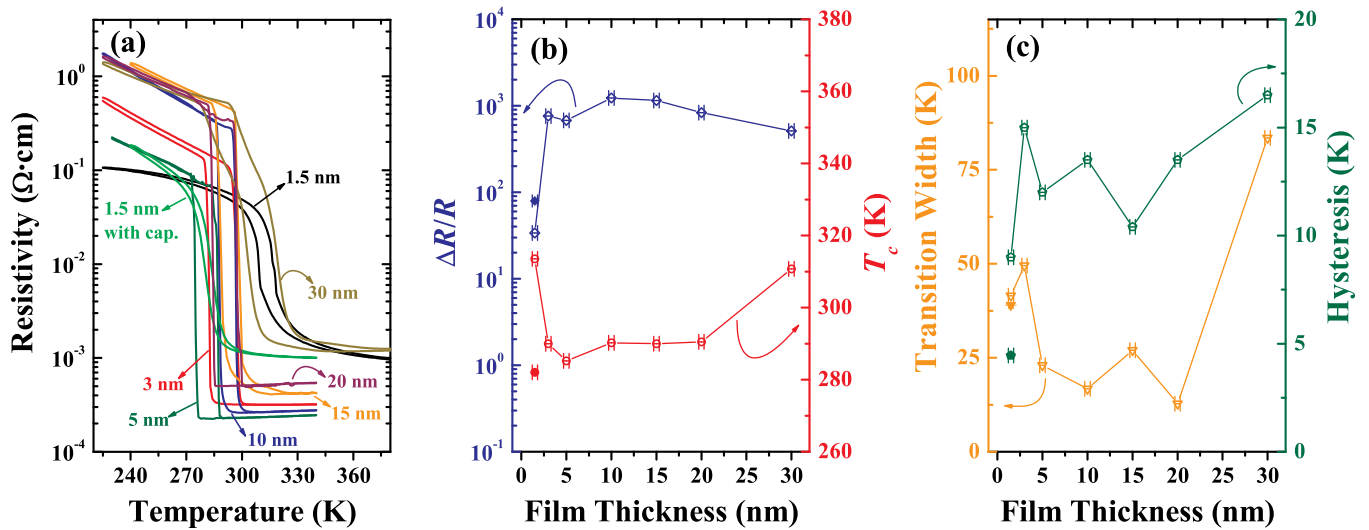 (a)
10^0
10^-1
10^-2
10^-3
10^-4
Resistivity (Ω·cm)
1.5 nm
1.5 nm
with cap.
30 nm
3 nm
20 nm
15 nm
5 nm
10 nm
240
270
300
330
360
Temperature (K)
(b)
10^4
10^3
10^2
10^1
10^0
10^-1
ΔR/R
0
5
10
15
20
25
30
Film Thickness (nm)
380
360
340
320
300
280
260
T_c (K)
(c)
100
75
50
25
0
Transition Width (K)
0
5
10
15
20
25
30
Film Thickness (nm)
20
15
10
5
0
Hysteresis (K)